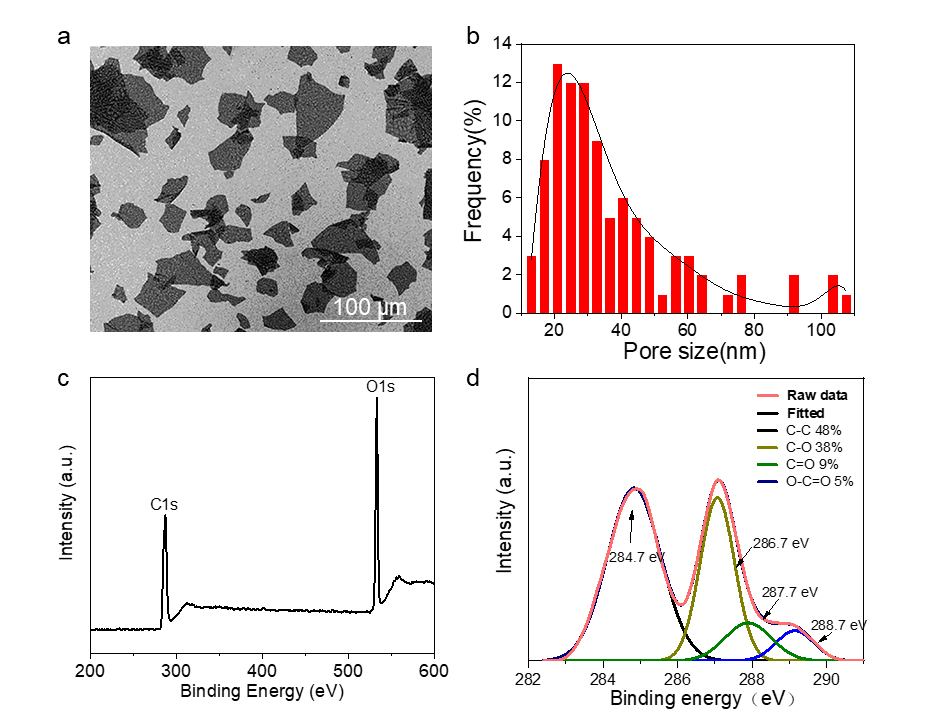 a
100 μm
b
Frequency(%)
14
12
10
8
6
4
2
0
20 40 60 80 100
Pore size(nm)
c
Intensity (a.u.)
C1s
O1s
200 300 400 500 600
Binding Energy (eV)
d
Intensity (a.u.)
Raw data
Fitted
C-C 48%
C-O 38%
C=O 9%
O-C=O 5%
284.7 eV
286.7 eV
287.7 eV
288.7 eV
282 284 286 288 290
Binding energy（eV）